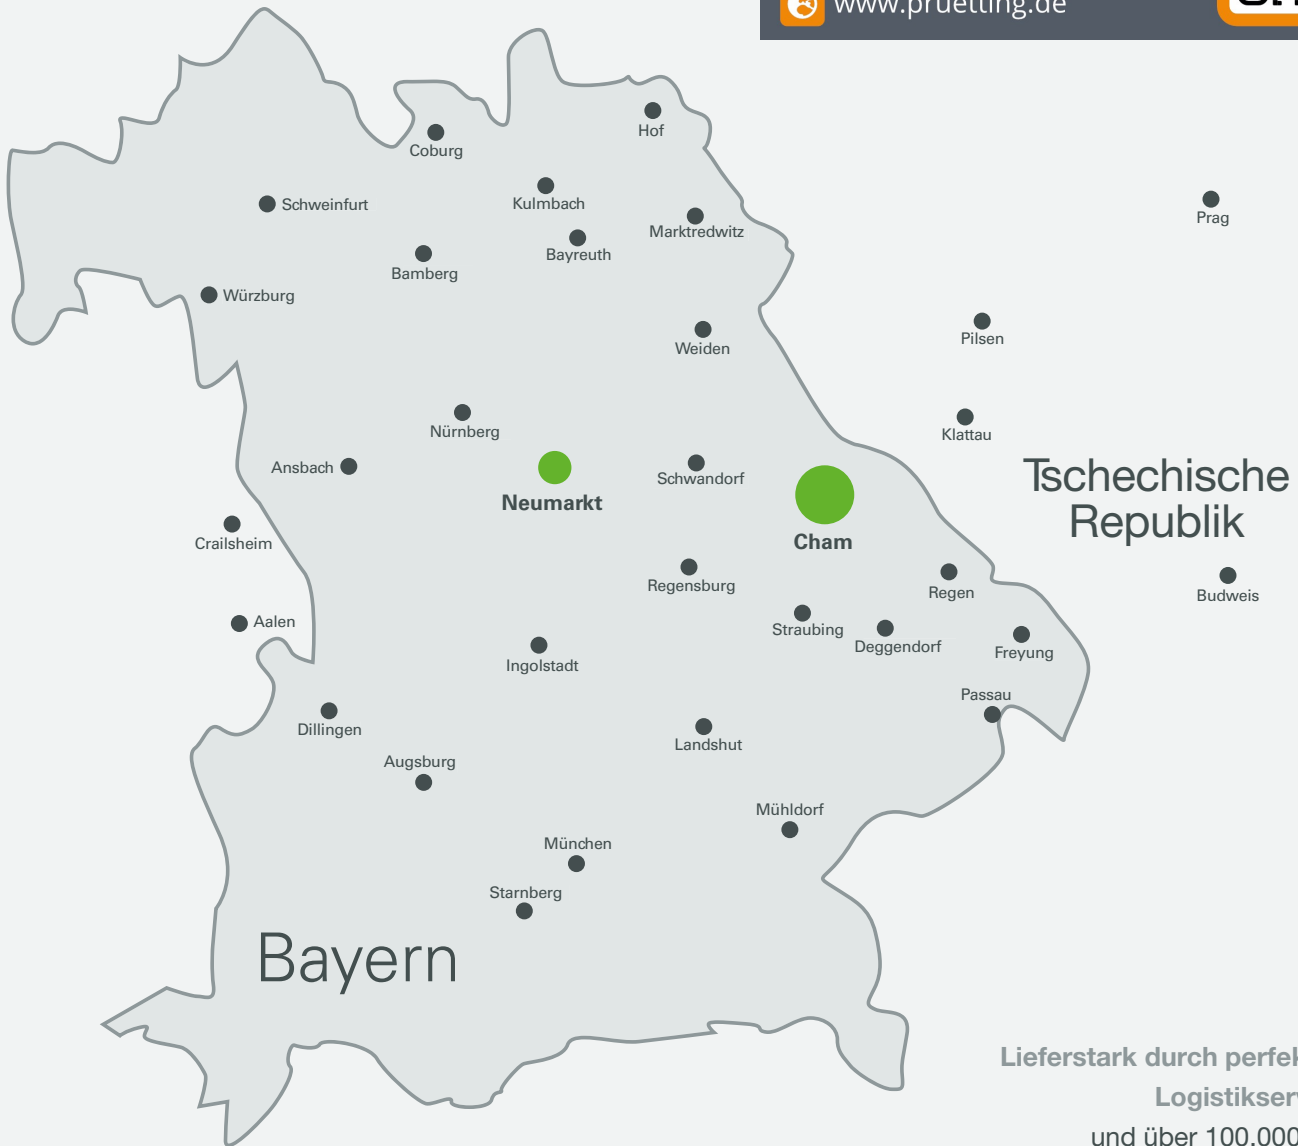 www.pruetting.de
Hof
Coburg
Schweinfurt
Kulmbach
Marktredwitz
Prag
Bayreuth
Bamberg
Würzburg
Pilsen
Weiden
Nürnberg
Klattau
Ansbach
Schwandorf
Neumarkt
Tschechische
Republik
Crailsheim
Cham
Regensburg
Regen
Budweis
Aalen
Straubing
Deggendorf
Freyung
Ingolstadt
Passau
Dillingen
Landshut
Augsburg
Mühldorf
München
Starnberg
Bayern
Lieferstark durch
und über 100.000